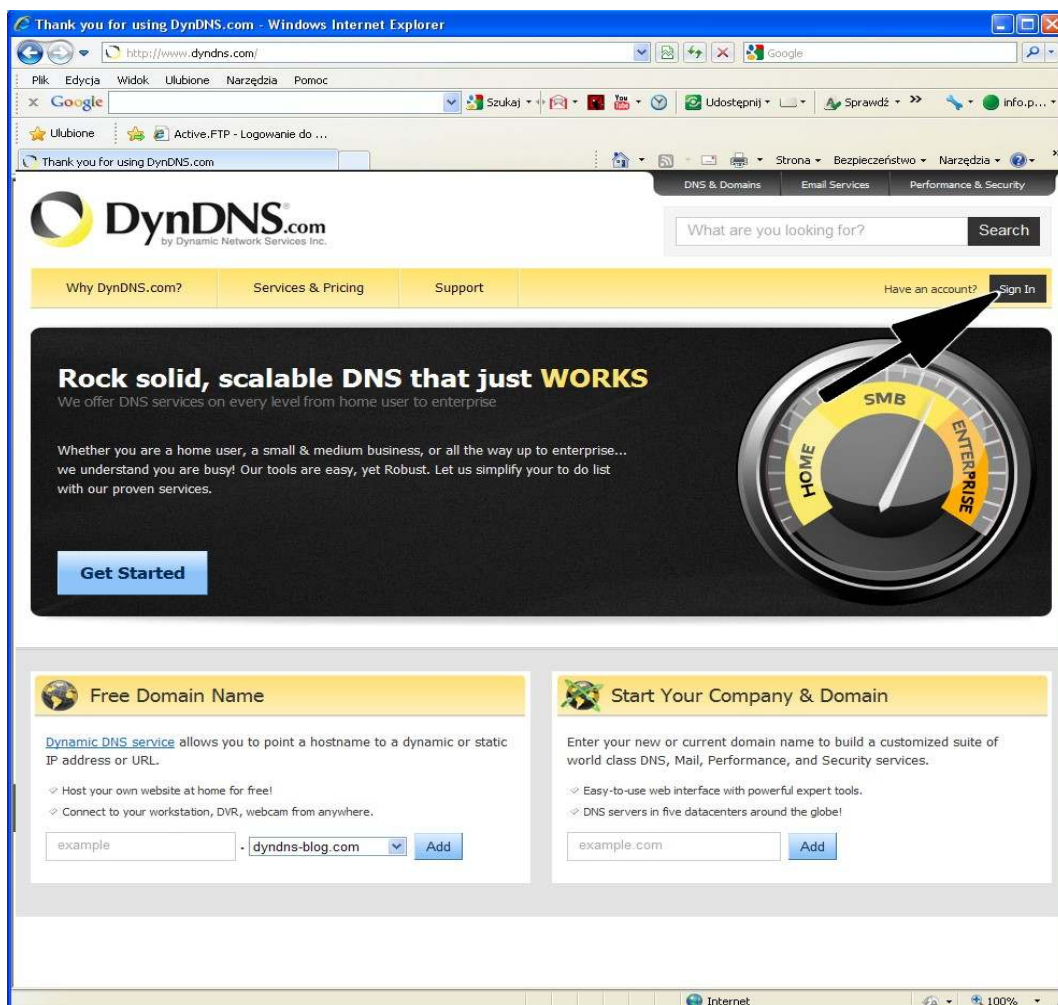 Thank you for using DynDNS.com - Windows Internet Explorer
http://www.dyndns.com/
Google
Plik Edycja Widok Ulubione Narzędzia Pomoc
Google Szukaj You Udostępnij Sprawdź info.p...
Ulubione Active.FTP - Logowanie do ...
Thank you for using DynDNS.com
Strona Bezpieczeństwo Narzędzia
DNS & Domains Email Services Performance & Security
DynDNS.com
by Dynamic Network Services Inc.
What are you looking for? Search
Why DynDNS.com? Services & Pricing Support Have an account? Sign In
Rock solid, scalable DNS that just WORKS
We offer DNS services on every level from home user to enterprise
Whether you are a home user, a small & medium business, or all the way up to enterprise...
we understand you are busy! Our tools are easy, yet Robust. Let us simplify your to do list
with our proven services.
Get Started
HOME
SMB
ENTERPRISE
Free Domain Name
Dynamic DNS service allows you to point a hostname to a dynamic or static
IP address or URL.
Host your own website at home for free!
Connect to your workstation, DVR, webcam from anywhere.
example . dyndns-blog.com Add
Start Your Company & Domain
Enter your new or current domain name to build a customized suite of
world class DNS, Mail, Performance, and Security services.
Easy-to-use web interface with powerful expert tools.
DNS servers in five datacenters around the globe!
example.com Add
Internet 100%